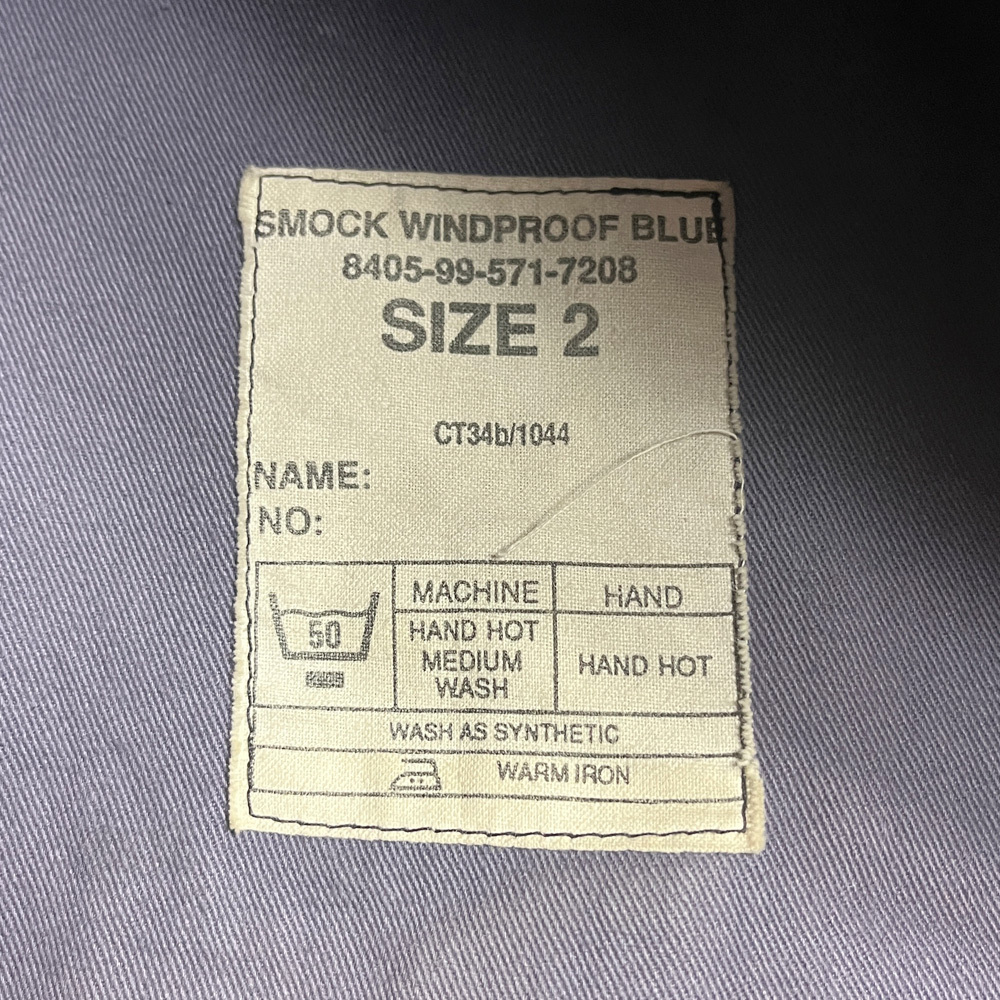 SMOCK WINDPROOF BLUE
8405-99-571-7208
SIZE 2
CT34b/1044
NAME:
NO:
50
MACHINE HAND
HAND HOT MEDIUM WASH HAND HOT
WASH AS SYNTHETIC
WARM IRON